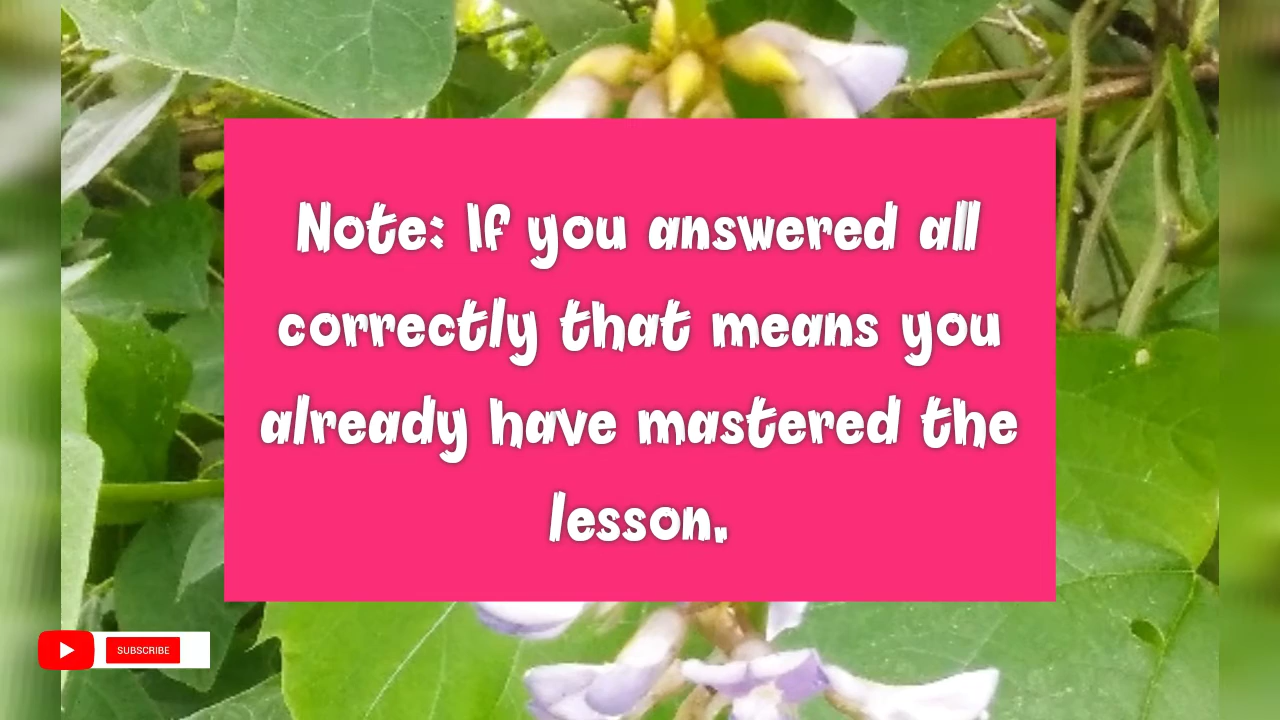 Note: If you answered all
correctly that means you
already have mastered the
lesson.
SUBSCRIBE